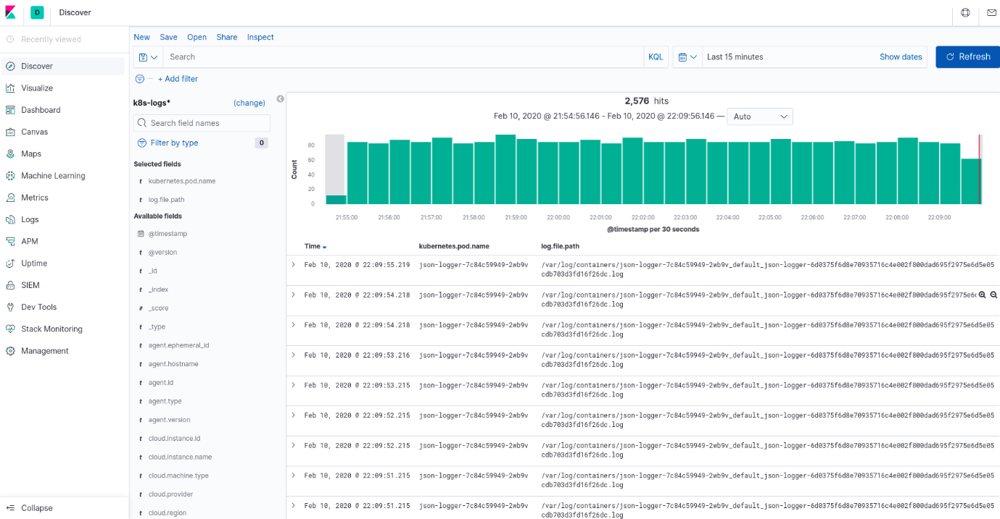 D Discover
Recently viewed
Discover
Visualize
Dashboard
Canvas
Maps
Machine Learning
Metrics
Logs
APM
Uptime
SIEM
Dev Tools
Stack Monitoring
Management
Collapse
New Save Open Share Inspect
Search KQL Last 15 minutes Show dates Refresh
+ Add filter
k8s-logs* (change)
Search field names
Filter by type 0
Selected fields
t kubernetes.pod.name
t log.file.path
Available fields
@timestamp
t @version
t _id
t _index
# _score
t _type
t agent.ephemeral_id
t agent.hostname
t agent.id
t agent.type
t agent.version
t cloud.instance.id
t cloud.instance.name
t cloud.machine.type
t cloud.provider
t cloud.region
2,576 hits
Feb 10, 2020 @ 21:54:56.146 - Feb 10, 2020 @ 22:09:56.146 — Auto
Count
80
60
40
20
0
21:55:00 21:56:00 21:57:00 21:58:00 21:59:00 22:00:00 22:01:00 22:02:00 22:03:00 22:04:00 22:05:00 22:06:00 22:07:00 22:08:00 22:09:00
@timestamp per 30 seconds
Time kubernetes.pod.name log.file.path
Feb 10, 2020 @ 22:09:55.219 json-logger-7c84c59949-2wb9v /var/log/containers/json-logger-7c84c59949-2wb9v_default_json-logger-6d0375f6d8e70935716c4e002f800dad695f2975e6d5e05
cdb703d3fd16f26dc.log
Feb 10, 2020 @ 22:09:54.218 json-logger-7c84c59949-2wb9v /var/log/containers/json-logger-7c84c59949-2wb9v_default_json-logger-6d0375f6d8e70935716c4e002f800dad695f2975e6
cdb703d3fd16f26dc.log
Feb 10, 2020 @ 22:09:54.218 json-logger-7c84c59949-2wb9v /var/log/containers/json-logger-7c84c59949-2wb9v_default_json-logger-6d0375f6d8e70935716c4e002f800dad695f2975e6d5e05
cdb703d3fd16f26dc.log
Feb 10, 2020 @ 22:09:53.216 json-logger-7c84c59949-2wb9v /var/log/containers/json-logger-7c84c59949-2wb9v_default_json-logger-6d0375f6d8e70935716c4e002f800dad695f2975e6d5e05
cdb703d3fd16f26dc.log
Feb 10, 2020 @ 22:09:53.215 json-logger-7c84c59949-2wb9v /var/log/containers/json-logger-7c84c59949-2wb9v_default_json-logger-6d0375f6d8e70935716c4e002f800dad695f2975e6d5e05
cdb703d3fd16f26dc.log
Feb 10, 2020 @ 22:09:52.215 json-logger-7c84c59949-2wb9v /var/log/containers/json-logger-7c84c59949-2wb9v_default_json-logger-6d0375f6d8e70935716c4e002f800dad695f2975e6d5e05
cdb703d3fd16f26dc.log
Feb 10, 2020 @ 22:09:52.215 json-logger-7c84c59949-2wb9v /var/log/containers/json-logger-7c84c59949-2wb9v_default_json-logger-6d0375f6d8e70935716c4e002f800dad695f2975e6d5e05
cdb703d3fd16f26dc.log
Feb 10, 2020 @ 22:09:51.215 json-logger-7c84c59949-2wb9v /var/log/containers/json-logger-7c84c59949-2wb9v_default_json-logger-6d0375f6d8e70935716c4e002f800dad695f2975e6d5e05
cdb703d3fd16f26dc.log
Feb 10, 2020 @ 22:09:51.215 json-logger-7c84c59949-2wb9v /var/log/containers/json-logger-7c84c59949-2wb9v_default_json-logger-6d0375f6d8e70935716c4e002f800dad695f2975e6d5e05
cdb703d3fd16f26dc.log